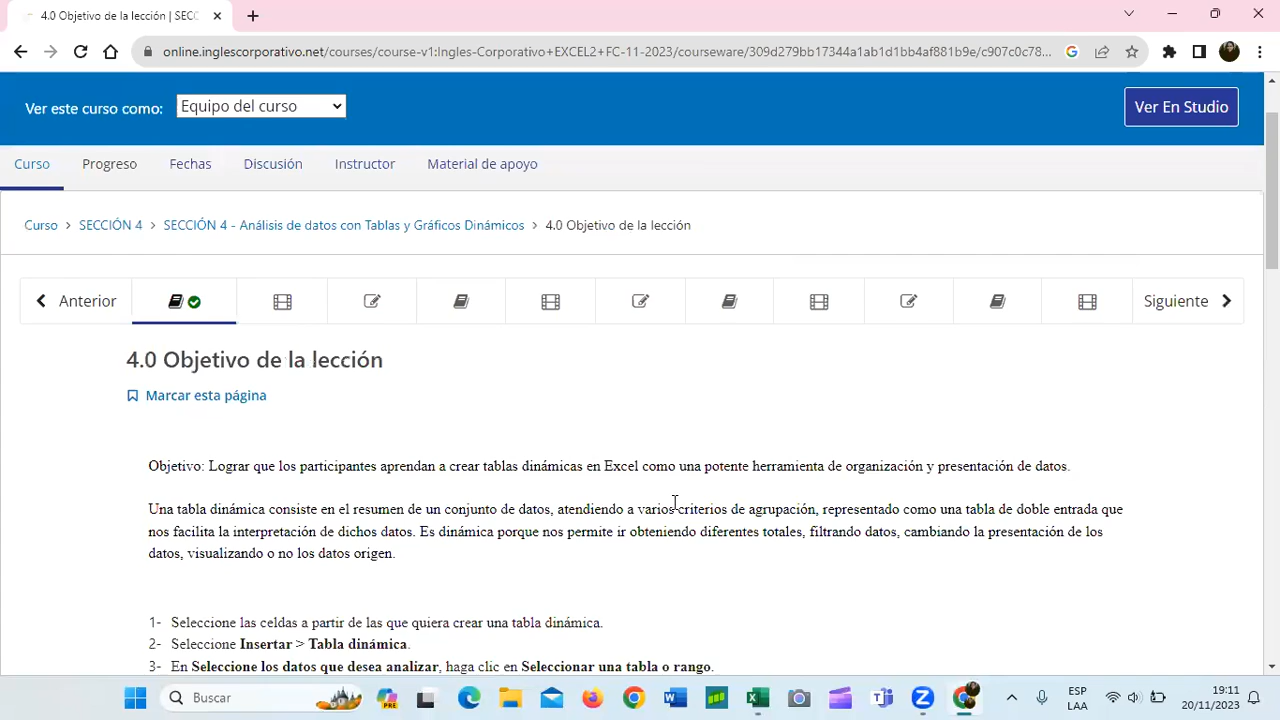 4.0 Objetivo de la lección | SECC
online.inglescorporativo.net/courses/course-v1:Ingles-Corporativo+EXCEL2+FC-11-2023/courseware/309d279bb17344a1ab1d1bb4af881b9e/c907c0c78...
Ver este curso como: Equipo del curso
Ver En Studio
Curso Progreso Fechas Discusión Instructor Material de apoyo
Curso > SECCIÓN 4 > SECCIÓN 4 - Análisis de datos con Tablas y Gráficos Dinámicos > 4.0 Objetivo de la lección
Anterior Siguiente
4.0 Objetivo de la lección
Marcar esta página
Objetivo: Lograr que los participantes aprendan a crear tablas dinámicas en Excel como una potente herramienta de organización y presentación de datos.
Una tabla dinámica consiste en el resumen de un conjunto de datos, atendiendo a varios criterios de agrupación, representado como una tabla de doble entrada que
nos facilita la interpretación de dichos datos. Es dinámica porque nos permite ir obteniendo diferentes totales, filtrando datos, cambiando la presentación de los
datos, visualizando o no los datos origen.
1- Seleccione las celdas a partir de las que quiera crear una tabla dinámica.
2- Seleccione Insertar > Tabla dinámica.
3- En Seleccione los datos que desea analizar, haga clic en Seleccionar una tabla o rango.
Buscar
PRE
ESP
LAA
19:11
20/11/2023